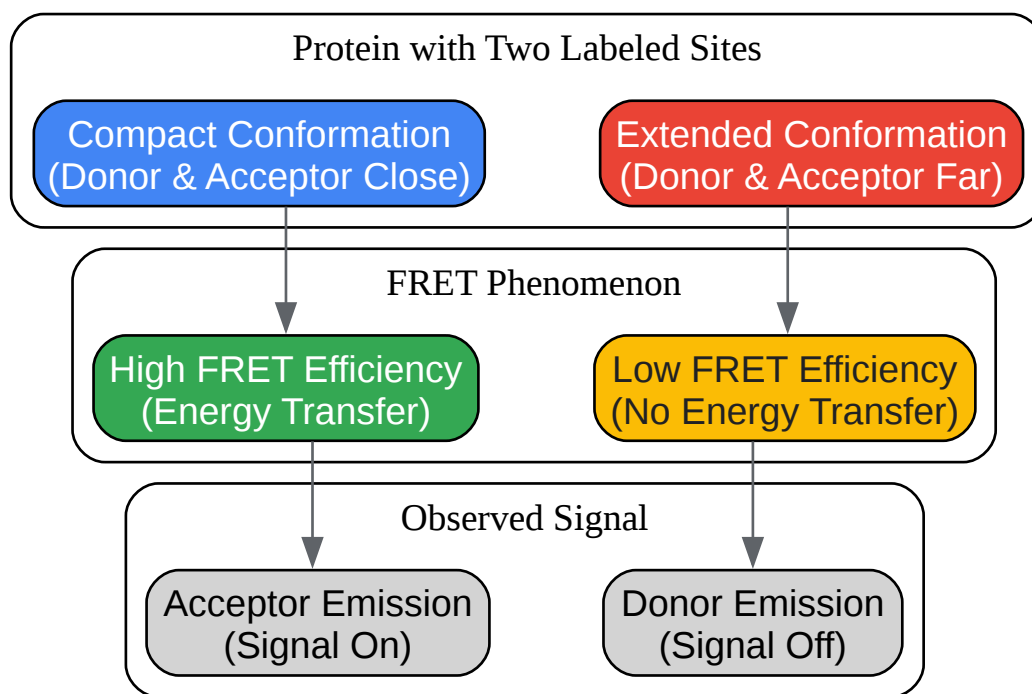 Protein with Two Labeled Sites
Compact Conformation
(Donor & Acceptor Close)
Extended Conformation
(Donor & Acceptor Far)
FRET Phenomenon
High FRET Efficiency
(Energy Transfer)
Low FRET Efficiency
(No Energy Transfer)
Observed Signal
Acceptor Emission
(Signal On)
Donor Emission
(Signal Off)